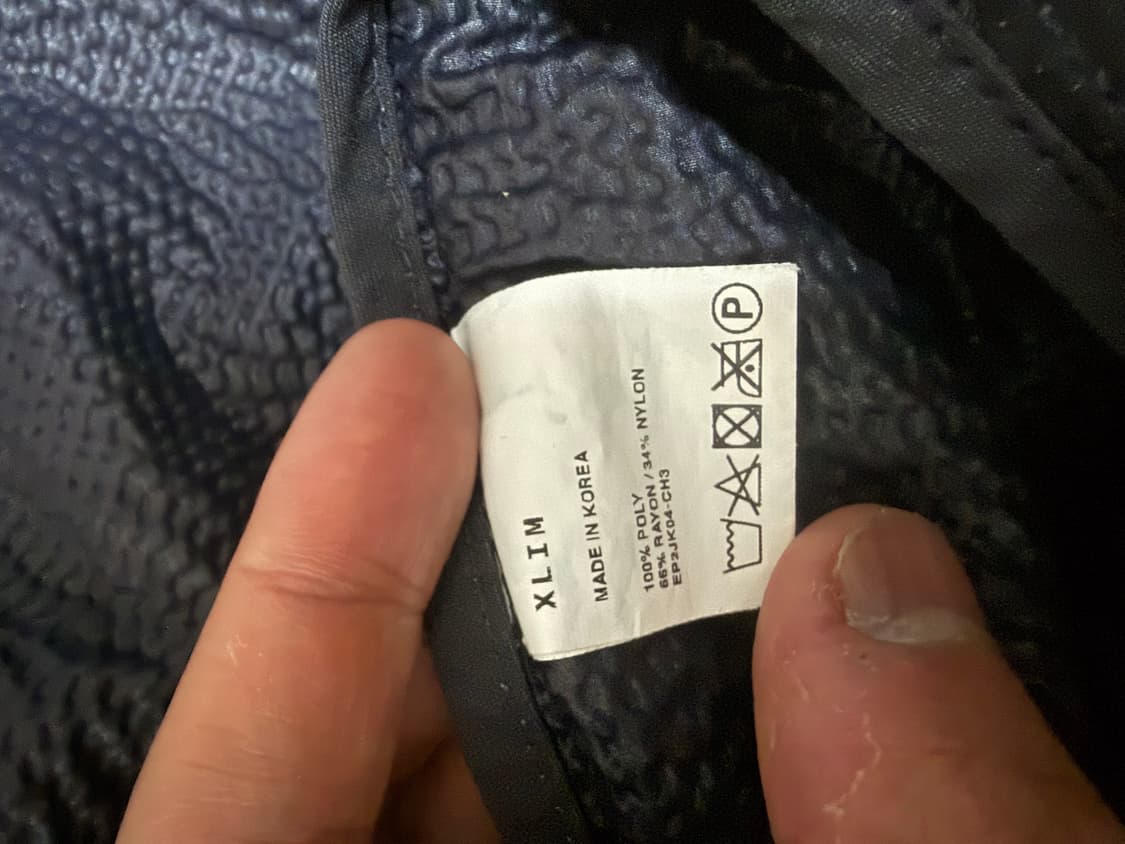 XLIM
MADE IN KOREA
100% POLY
66% RAYON / 34% NYLON
EP2JK04-CH3
P